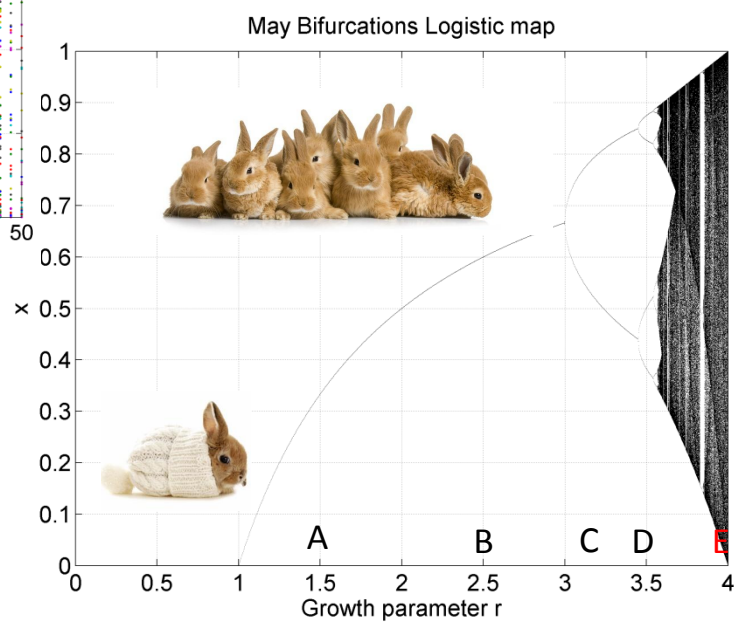 May Bifurcations Logistic map
1
0.9
0.8
0.7
50
0.6
x
0.5
0.4
0.3
0.2
0.1
A B C D E
0
0 0.5 1 1.5 2 2.5 3 3.5 4
Growth parameter r